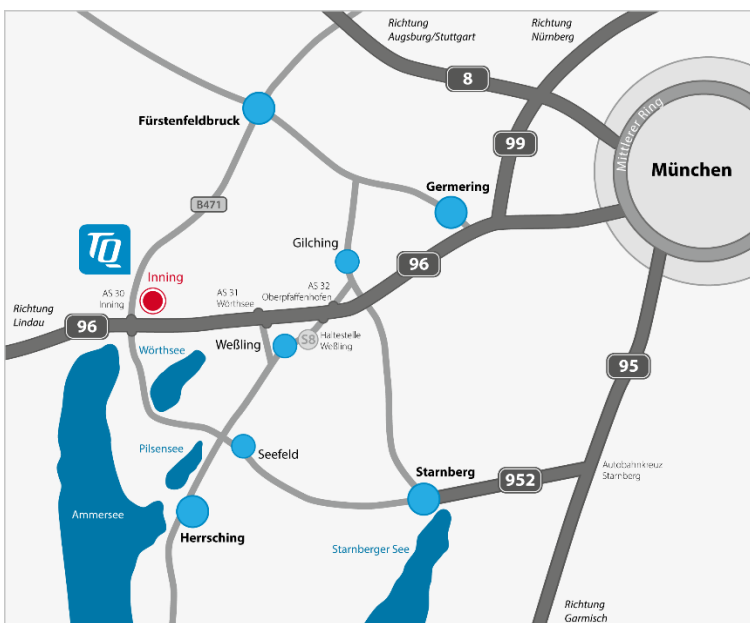 Richtung
Augsburg/Stuttgart
Richtung
Nürnberg
8
Mittlerer Ring
Fürstenfeldbruck
99
München
Germering
B471
TQ
Gilching
96
Inning
AS 30
Inning
AS 31
Wörthsee
AS 32
Oberpfaffenhofen
Richtung
Lindau
96
Weßling
S8
Haltestelle
Weßling
Wörthsee
95
Pilsensee
Seefeld
Starnberg
952
Autobahnkreuz
Starnberg
Ammersee
Herrsching
Starnberger See
Richtung
Garmisch